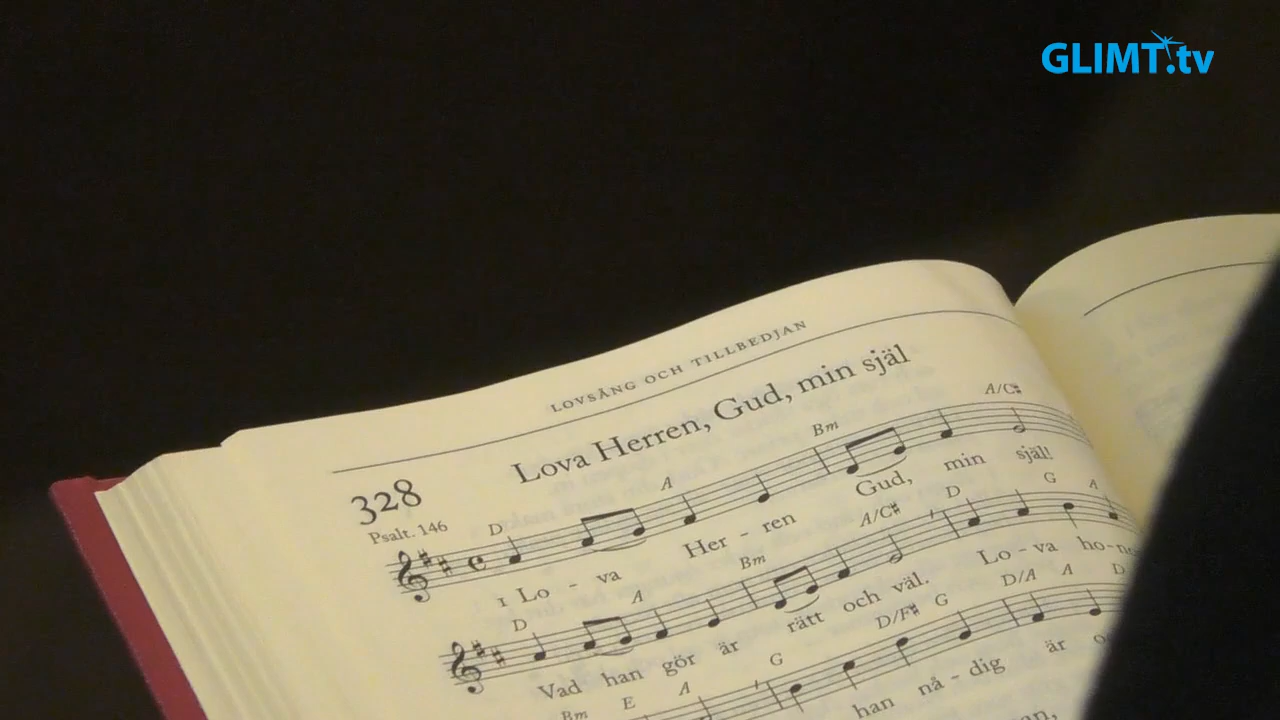 GLIMT.tv
LOVSÅNG OCH TILLBEDJAN
Lova Herren, Gud, min själ
328
Psalt. 146
D A Bm A/C#
1 Lo - va Her - ren Gud, min själ!
D A Bm A/C# D G A
Vad han gör är rätt och väl. Lo - va ho-
Bm E A G D/F# G D/A A D
han nå - dig är